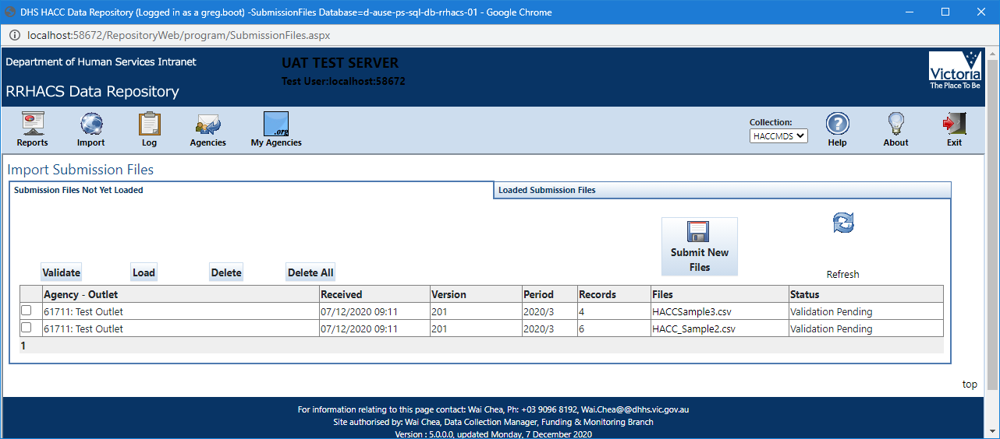 DHS HACC Data Repository (Logged in as a greg.boot) -SubmissionFiles Database=d-ause-ps-sql-db-rrhacs-01 - Google Chrome
localhost:58672/RepositoryWeb/program/SubmissionFiles.aspx
Department of Human Services Intranet
UAT TEST SERVER
Test User:localhost:58672
RRHACS Data Repository
Victoria
The Place To Be
.org
Reports Import Log Agencies My Agencies
Collection:
HACCMDS
Help About Exit
Import Submission Files
Submission Files Not Yet Loaded Loaded Submission Files
Submit New
Files
Refresh
Validate Load Delete Delete All
Agency - Outlet Received Version Period Records Files Status
61711: Test Outlet 07/12/2020 09:11 201 2020/3 4 HACCSample3.csv Validation Pending
61711: Test Outlet 07/12/2020 09:11 201 2020/3 6 HACC_Sample2.csv Validation Pending
1
top
For information relating to this page contact: Wai Chea, Ph: +03 9096 8192, Wai.Chea@@dhhs.vic.gov.au
Site authorised by: Wai Chea, Data Collection Manager, Funding & Monitoring Branch
Version : 5.0.0.0, updated Monday, 7 December 2020